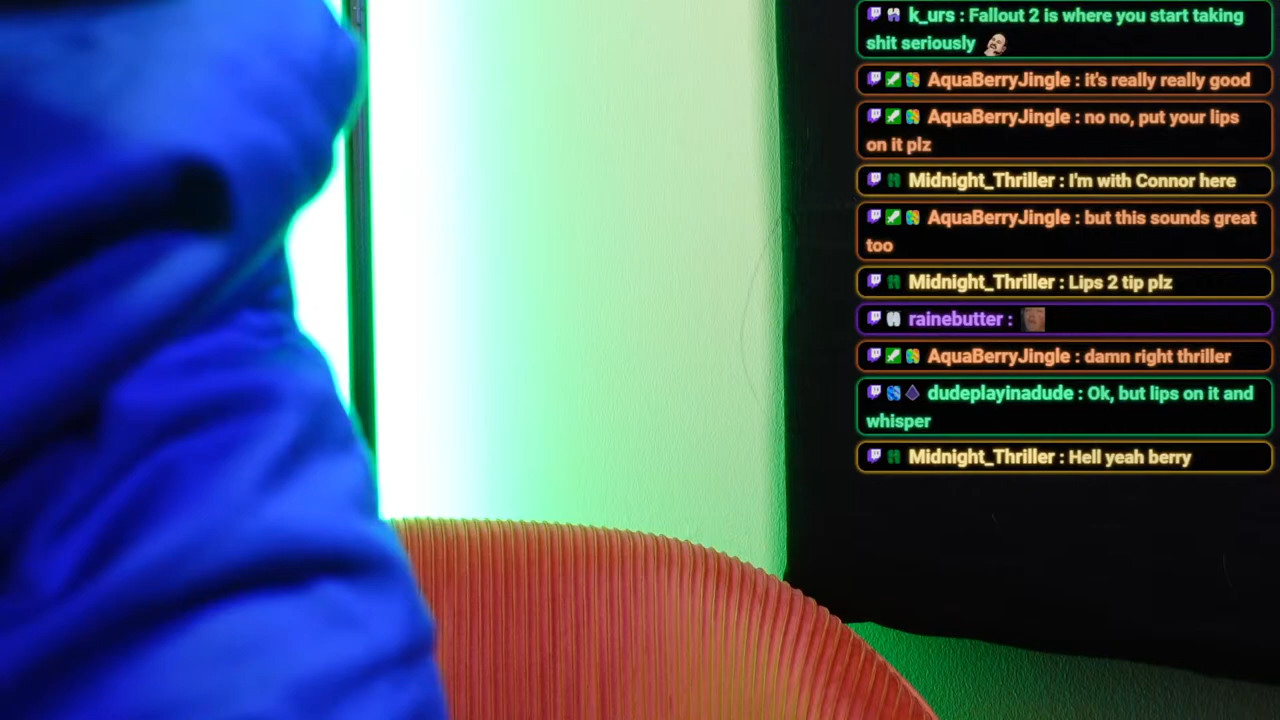 k_urs : Fallout 2 is where you start taking
shit seriously
AquaBerryJingle : it's really really good
AquaBerryJingle : no no, put your lips
on it plz
Midnight_Thriller : I'm with Connor here
AquaBerryJingle : but this sounds great
too
Midnight_Thriller : Lips 2 tip plz
rainebutter :
AquaBerryJingle : damn right thriller
dudeplayinadude : Ok, but lips on it and
whisper
Midnight_Thriller : Hell yeah berry